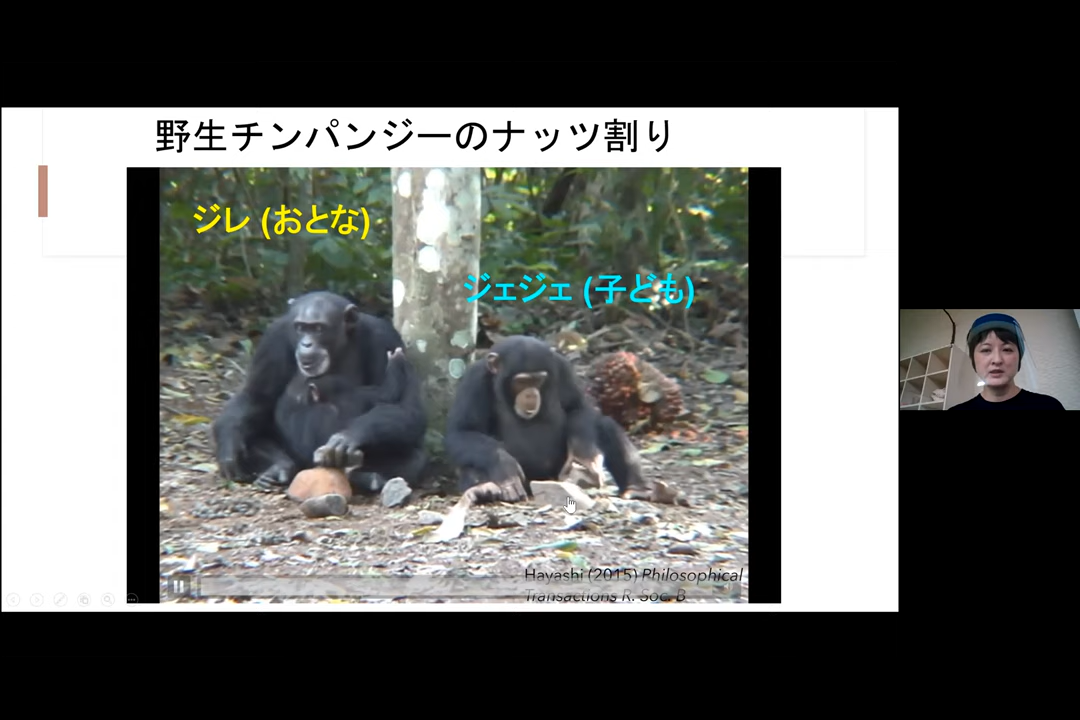 野生チンパンジーのナッツ割り
ジレ (おとな)
ジェジェ (子ども)
Hayashi (2015) Philosophical
Transactions R. Soc. B